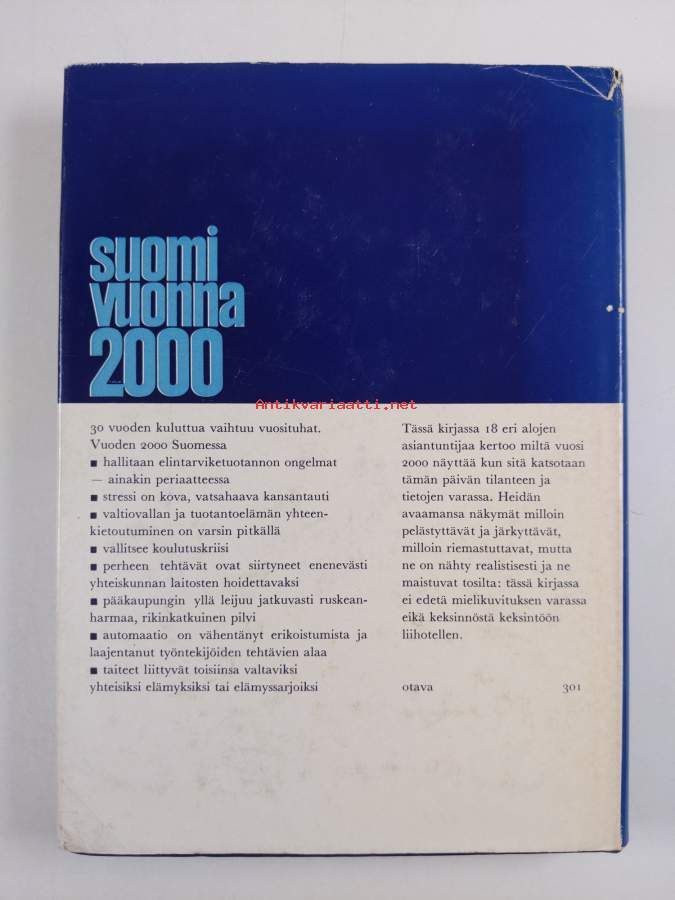 suomi
vuonna
2000
Antikvariaatti.net
30 vuoden kuluttua vaihtuu vuosituhat.
Vuoden 2000 Suomessa
▪ hallitaan elintarviketuotannon ongelmat
— ainakin periaatteessa
▪ stressi on kova, vatsahaava kansantauti
▪ valtiovallan ja tuotantoelämän yhteen-
kietoutuminen on varsin pitkällä
▪ vallitsee koulutuskriisi
▪ perheen tehtävät ovat siirtyneet enenevästi
yhteiskunnan laitosten hoidettavaksi
▪ pääkaupungin yllä leijuu jatkuvasti ruskean-
harmaa, rikinkatkuinen pilvi
▪ automaatio on vähentänyt erikoistumista ja
laajentanut työntekijöiden tehtävien alaa
▪ taiteet liittyvät toisiinsa valtaviksi
yhteisiksi elämyksiksi tai elämyssarjoiksi
Tässä kirjassa 18 eri alojen
asiantuntijaa kertoo miltä vuosi
2000 näyttää kun sitä katsotaan
tämän päivän tilanteen ja
tietojen varassa. Heidän
avaamansa näkymät milloin
pelästyttävät ja järkyttävät,
milloin riemastuttavat, mutta
ne on nähty realistisesti ja ne
maistuvat tosilta: tässä kirjassa
ei edetä mielikuvituksen varassa
eikä keksinnöstä keksintöön
liihotellen.
otava 301